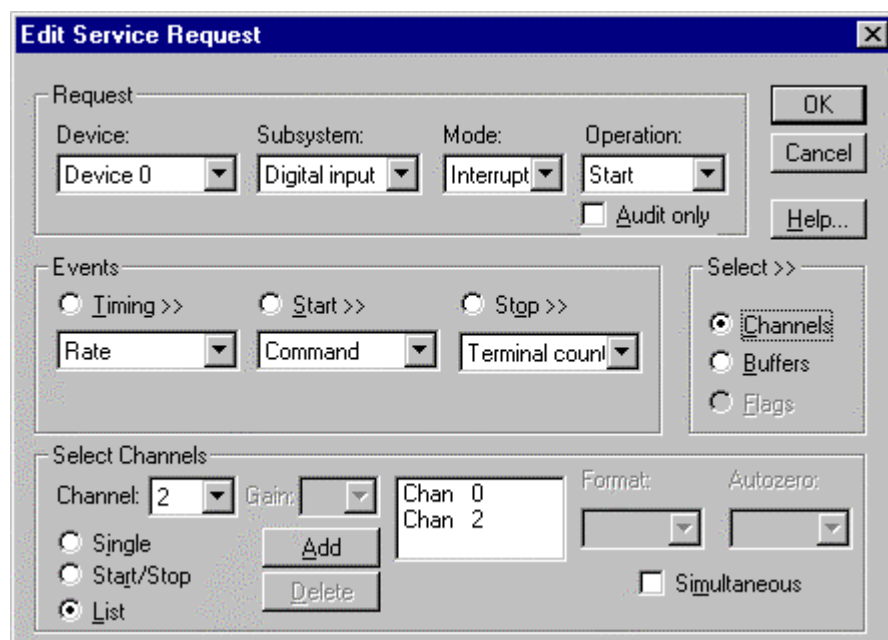 Edit Service Request
Request
OK
Device: Subsystem: Mode: Operation:
Cancel
Device 0 Digital input Interrupt Start
Audit only
Help...
Events
Select >>
Timing >> Start >> Stop >>
Channels
Rate Command Terminal count
Buffers
Flags
Select Channels
Channel: 2 Gain: Chan 0 Format: Autozero:
Chan 2
Single
Add
Start/Stop
Delete
Simultaneous
List